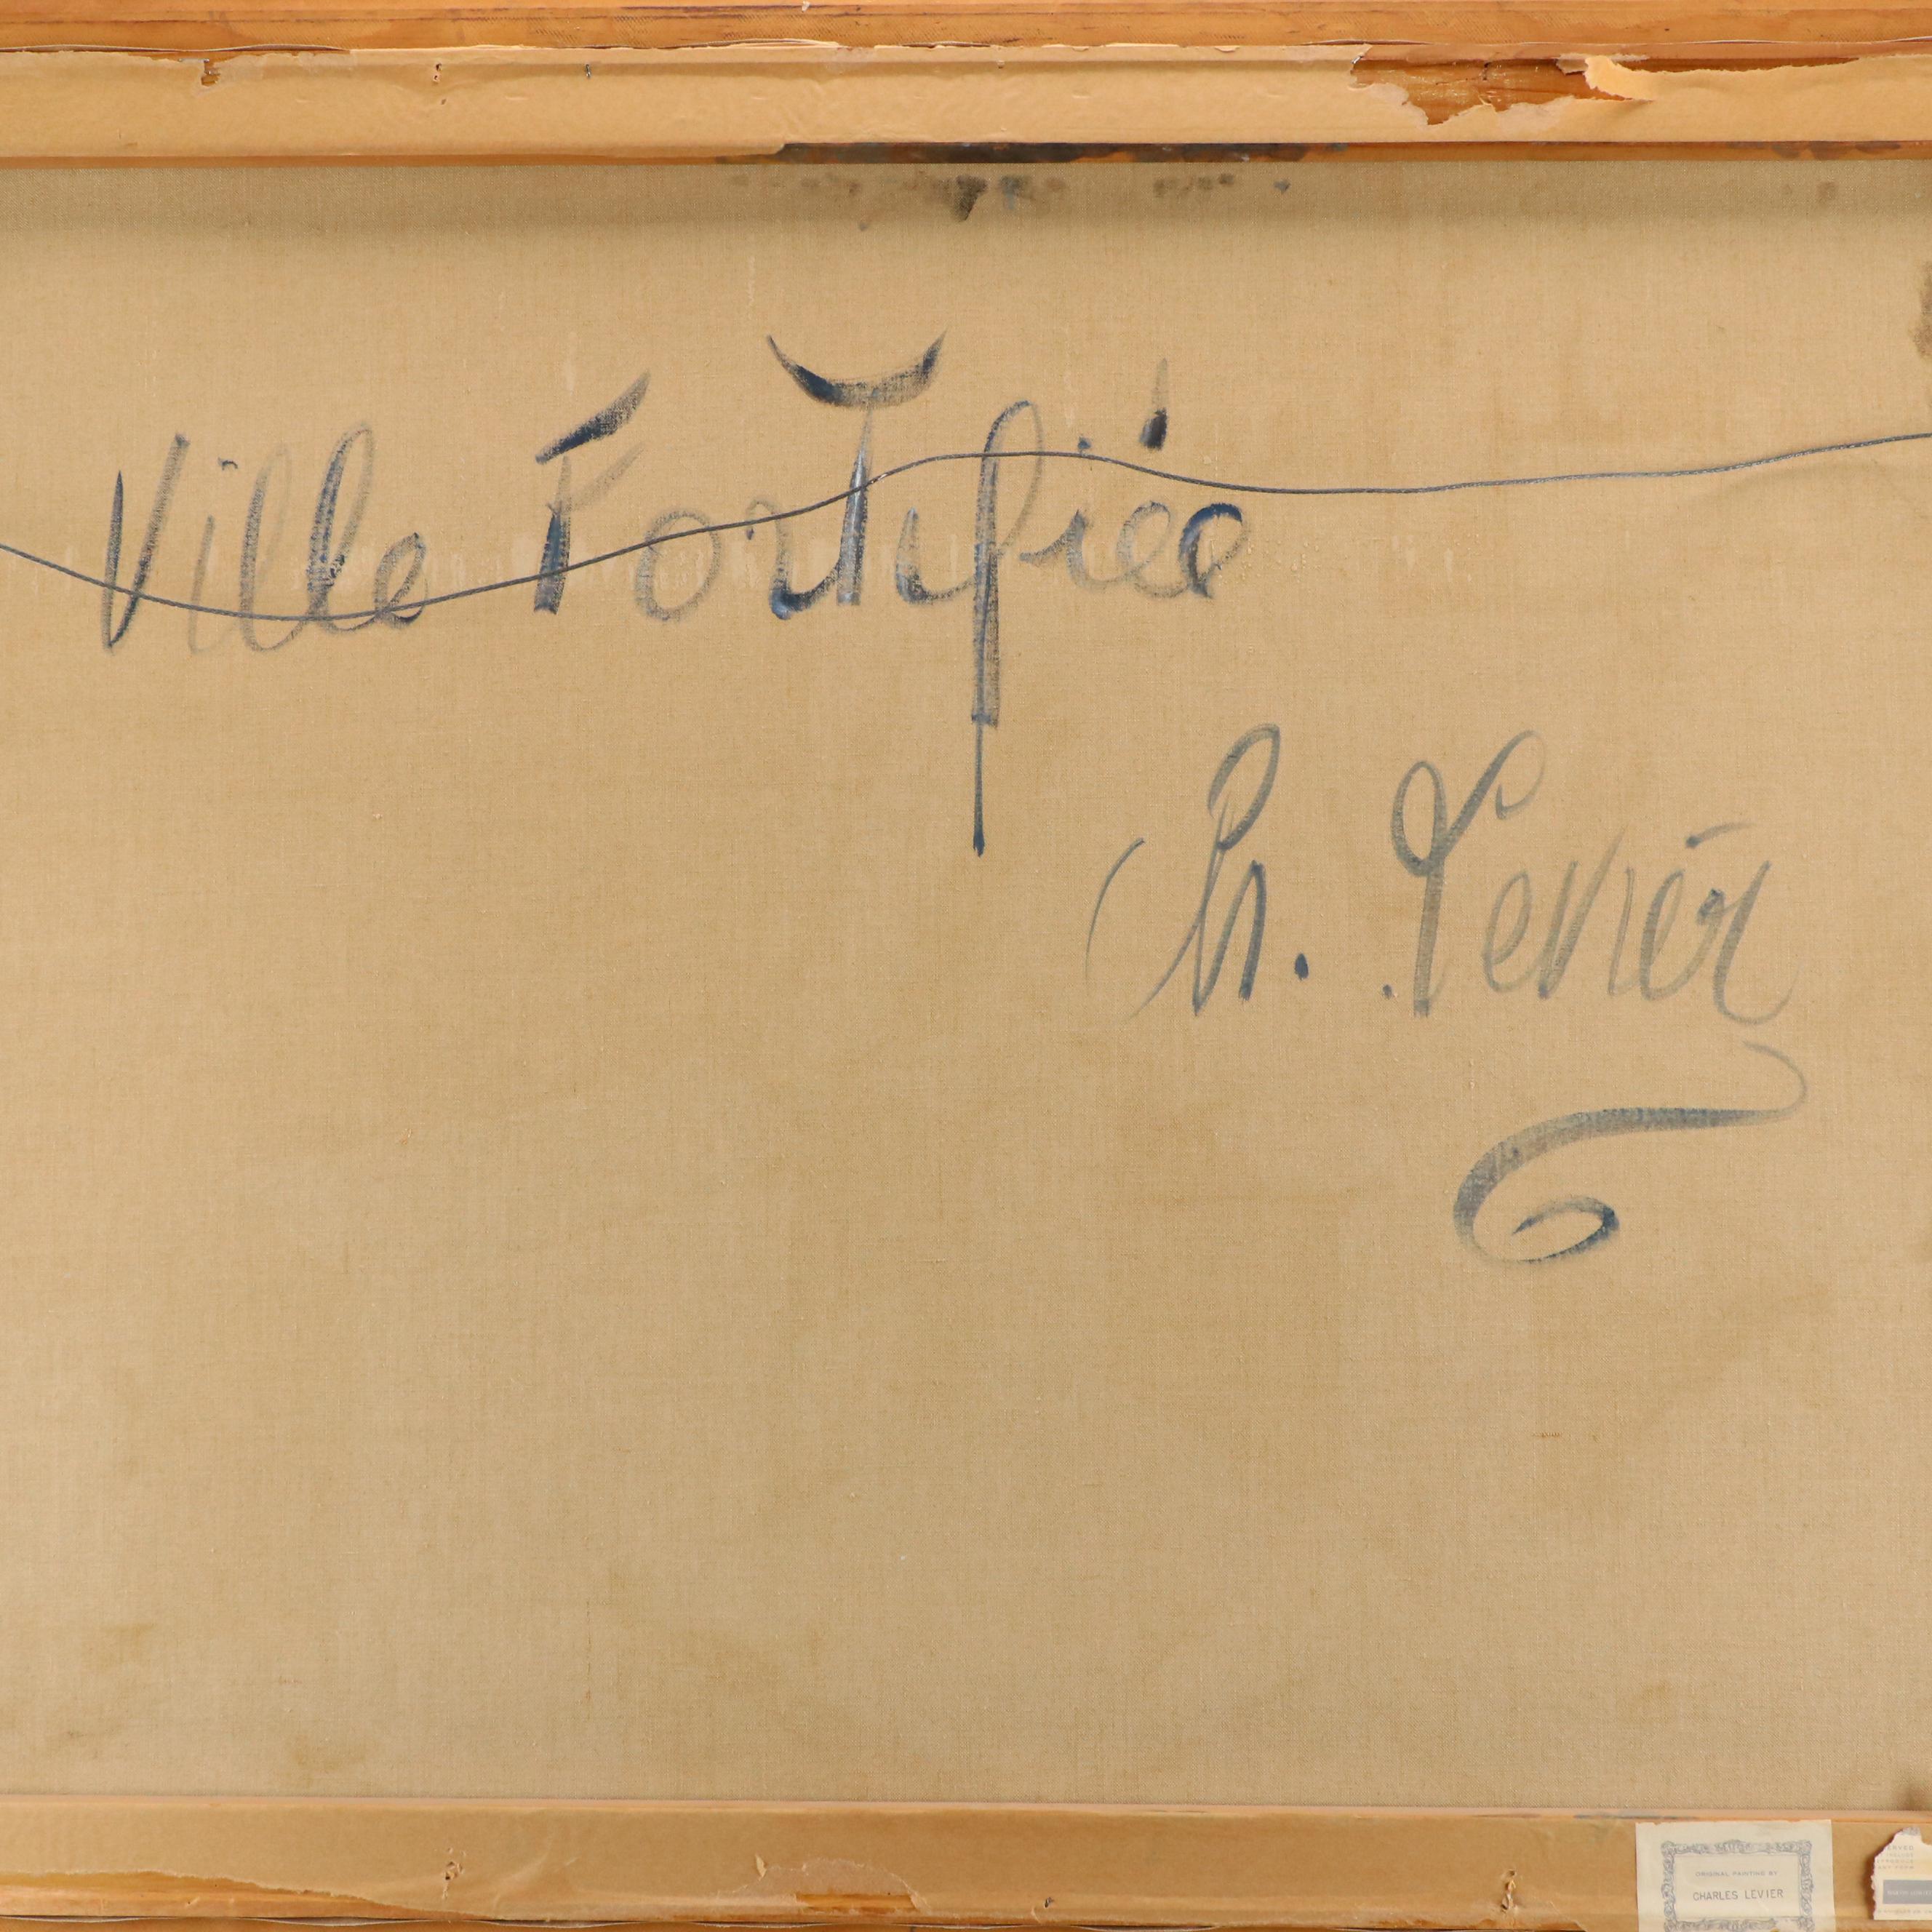 Ville Fortifiée
Ch. Levier
ORIGINAL PAINTING BY
CHARLES LEVIER